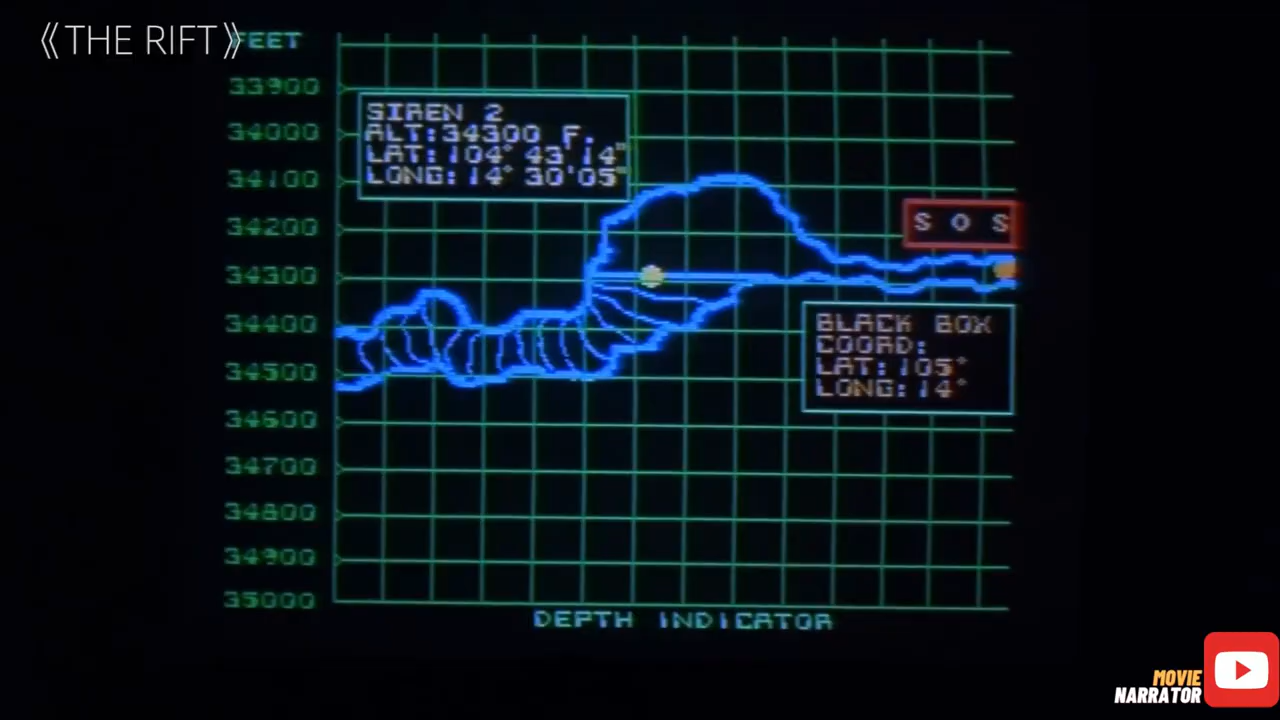 《THE RIFT》
FEET
33900
34000
34100
34200
34300
34400
34500
34600
34700
34800
34900
35000
SIREN 2
ALT:34300 F.
LAT:104° 43'14"
LONG:14° 30'05"
S O S
BLACK BOX
COORD:
LAT:105°
LONG:14°
DEPTH INDICATOR
MOVIE
NARRATOR